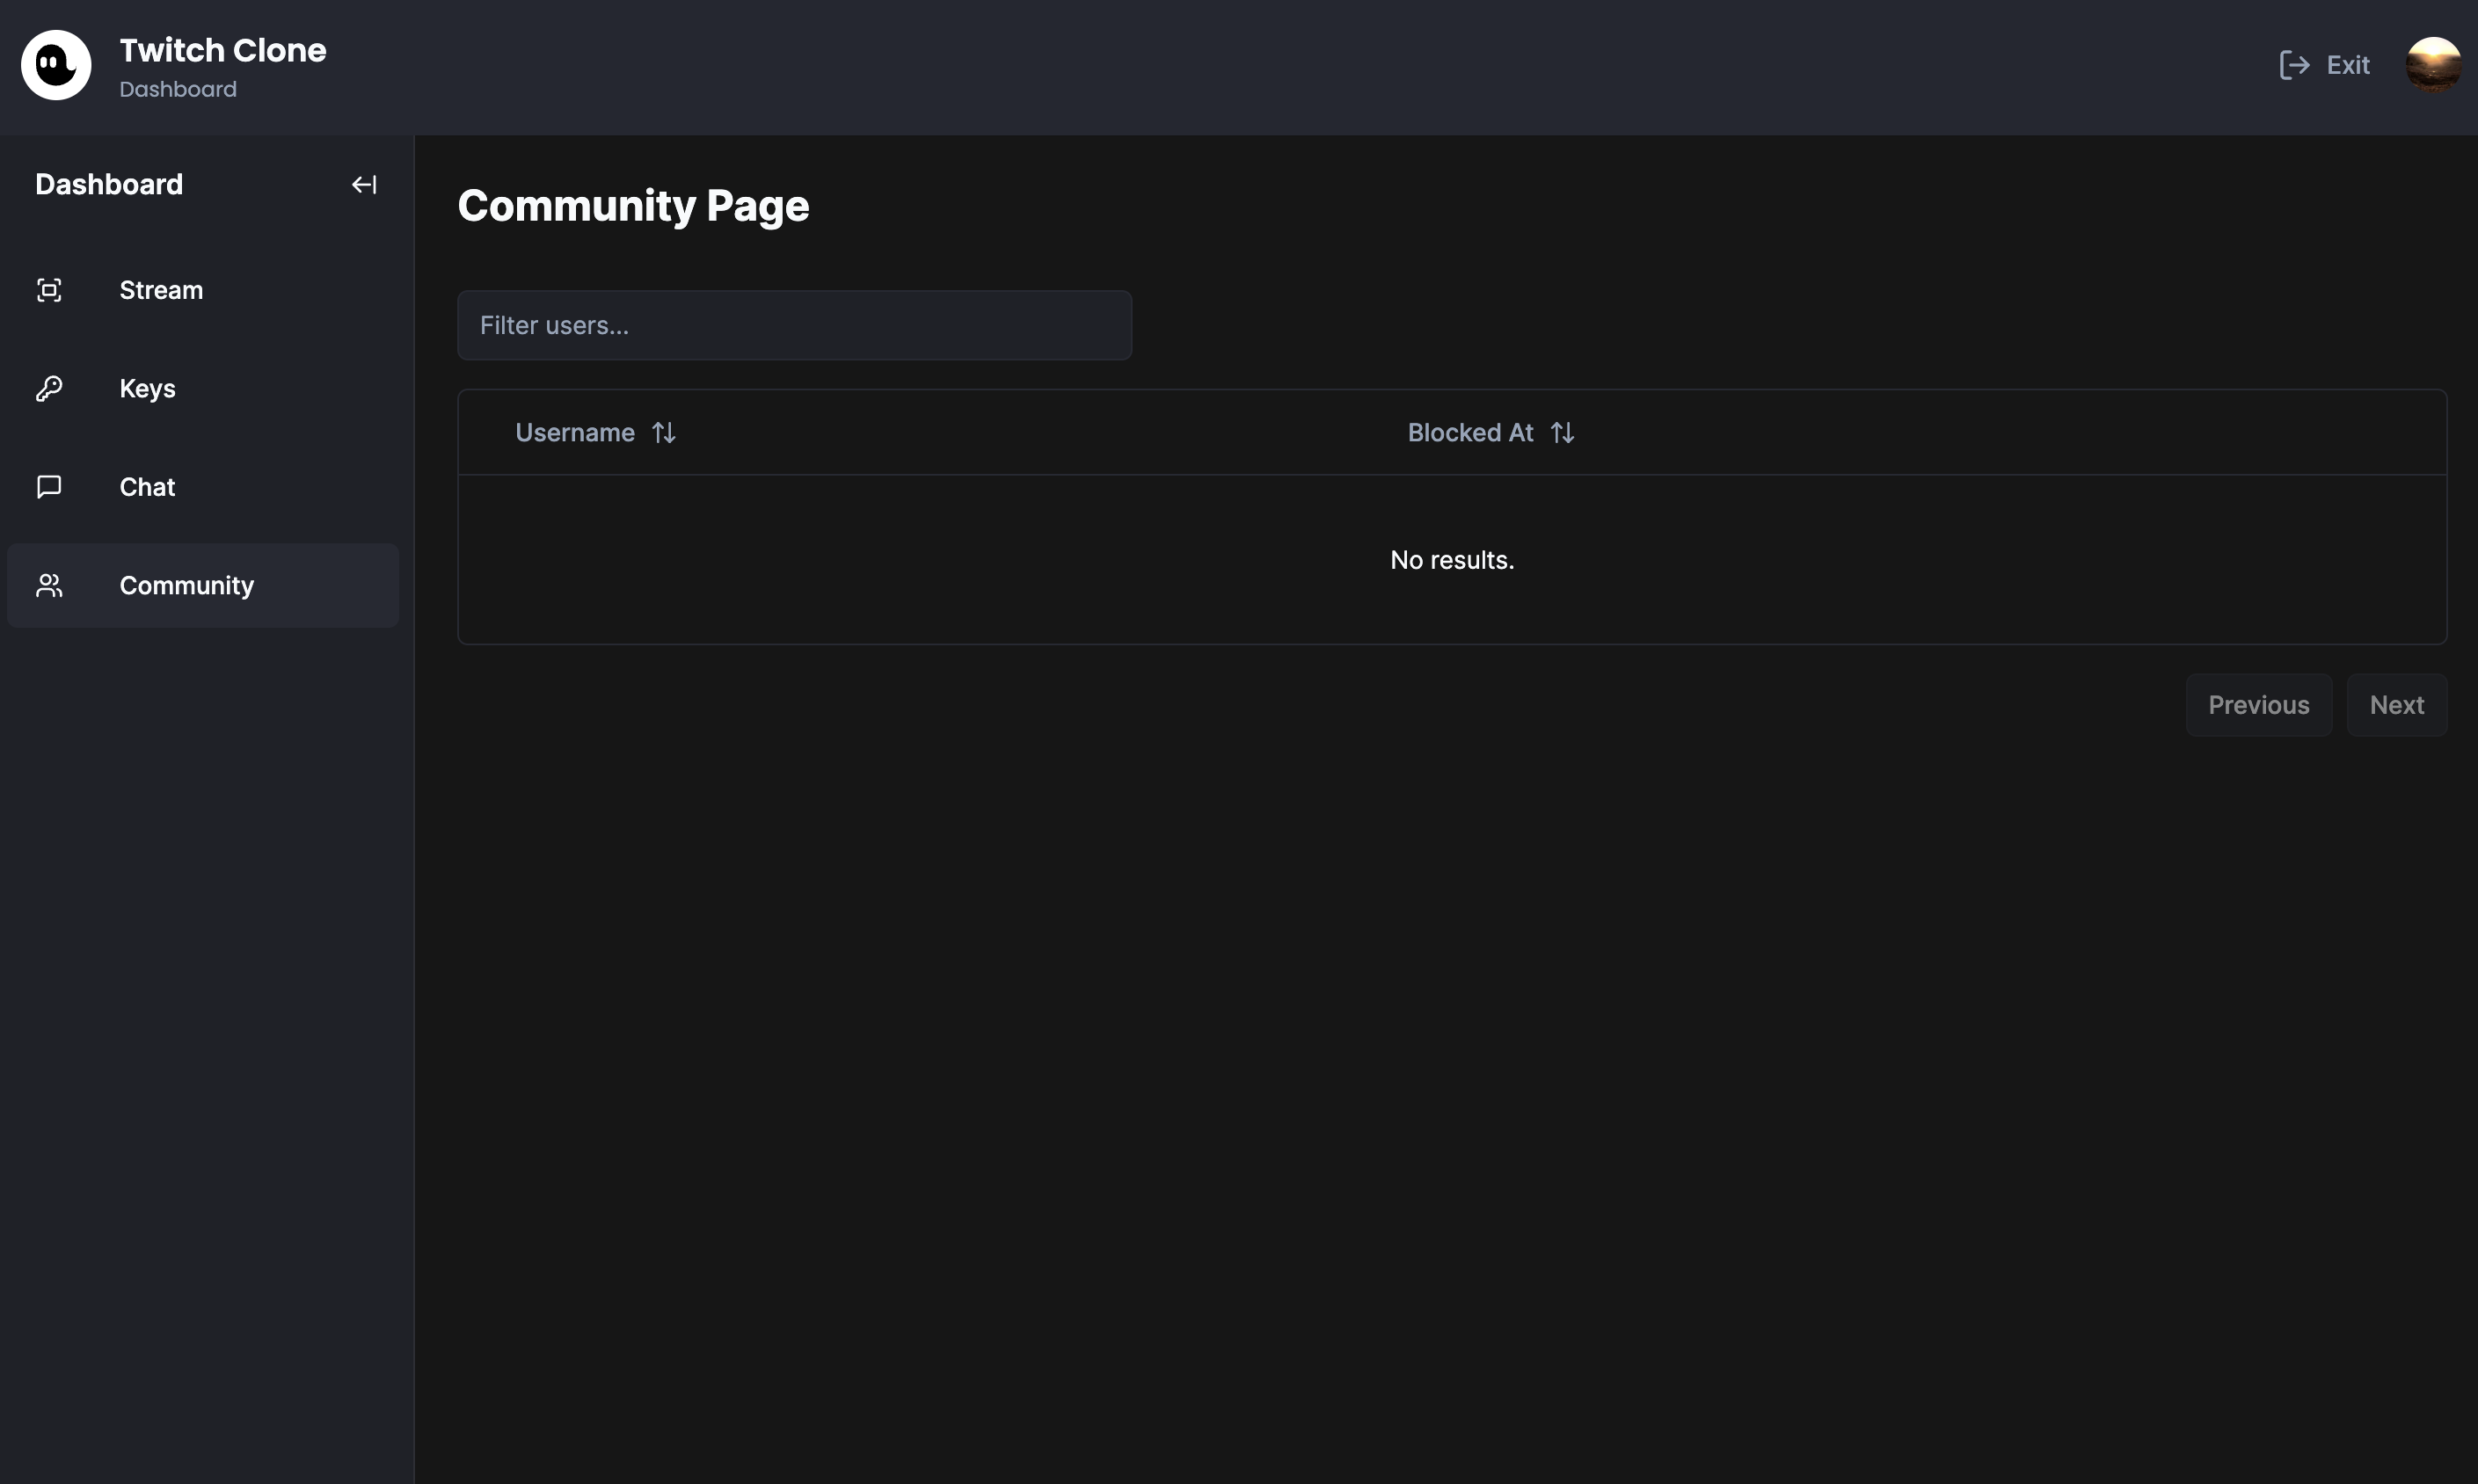 Twitch Clone
Dashboard
Exit
Dashboard
Stream
Keys
Chat
Community
Community Page
Filter users...
Username
Blocked At
No results.
Previous
Next